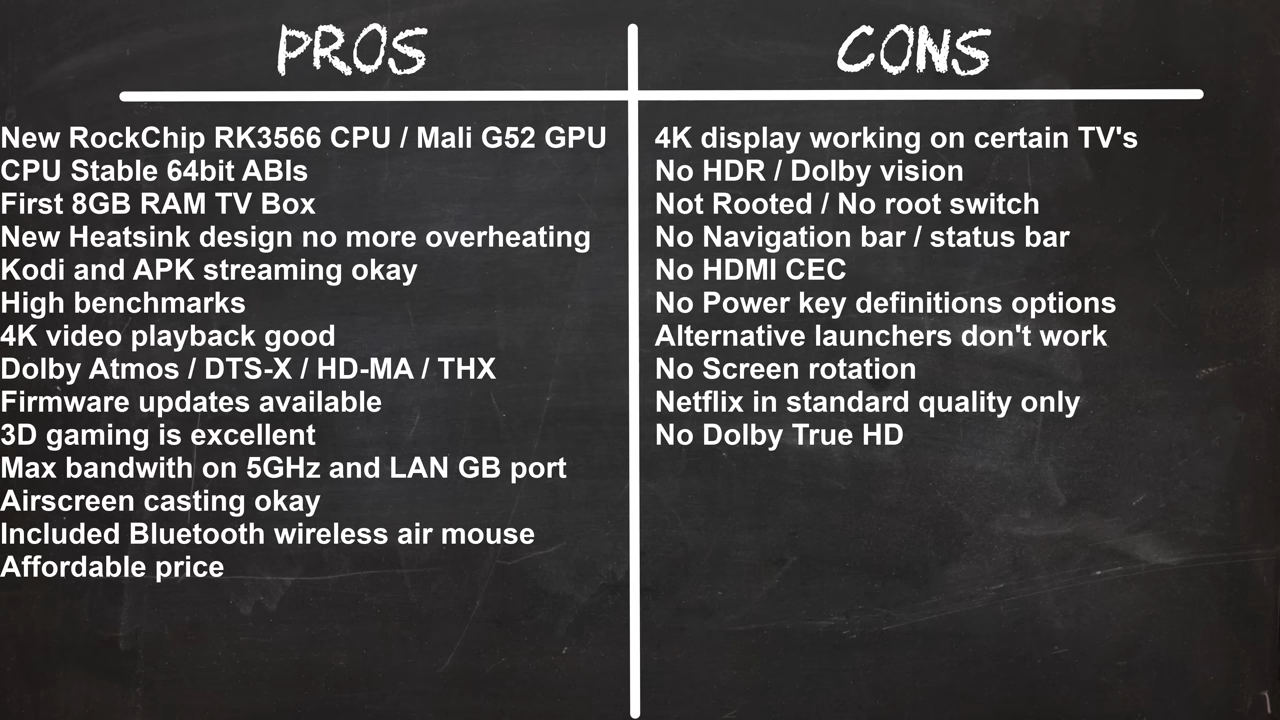 PROS
CONS
New RockChip RK3566 CPU / Mali G52 GPU
CPU Stable 64bit ABIs
First 8GB RAM TV Box
New Heatsink design no more overheating
Kodi and APK streaming okay
High benchmarks
4K video playback good
Dolby Atmos / DTS-X / HD-MA / THX
Firmware updates available
3D gaming is excellent
Max bandwith on 5GHz and LAN GB port
Airscreen casting okay
Included Bluetooth wireless air mouse
Affordable price
4K display working on certain TV's
No HDR / Dolby vision
Not Rooted / No root switch
No Navigation bar / status bar
No HDMI CEC
No Power key definitions options
Alternative launchers don't work
No Screen rotation
Netflix in standard quality only
No Dolby True HD